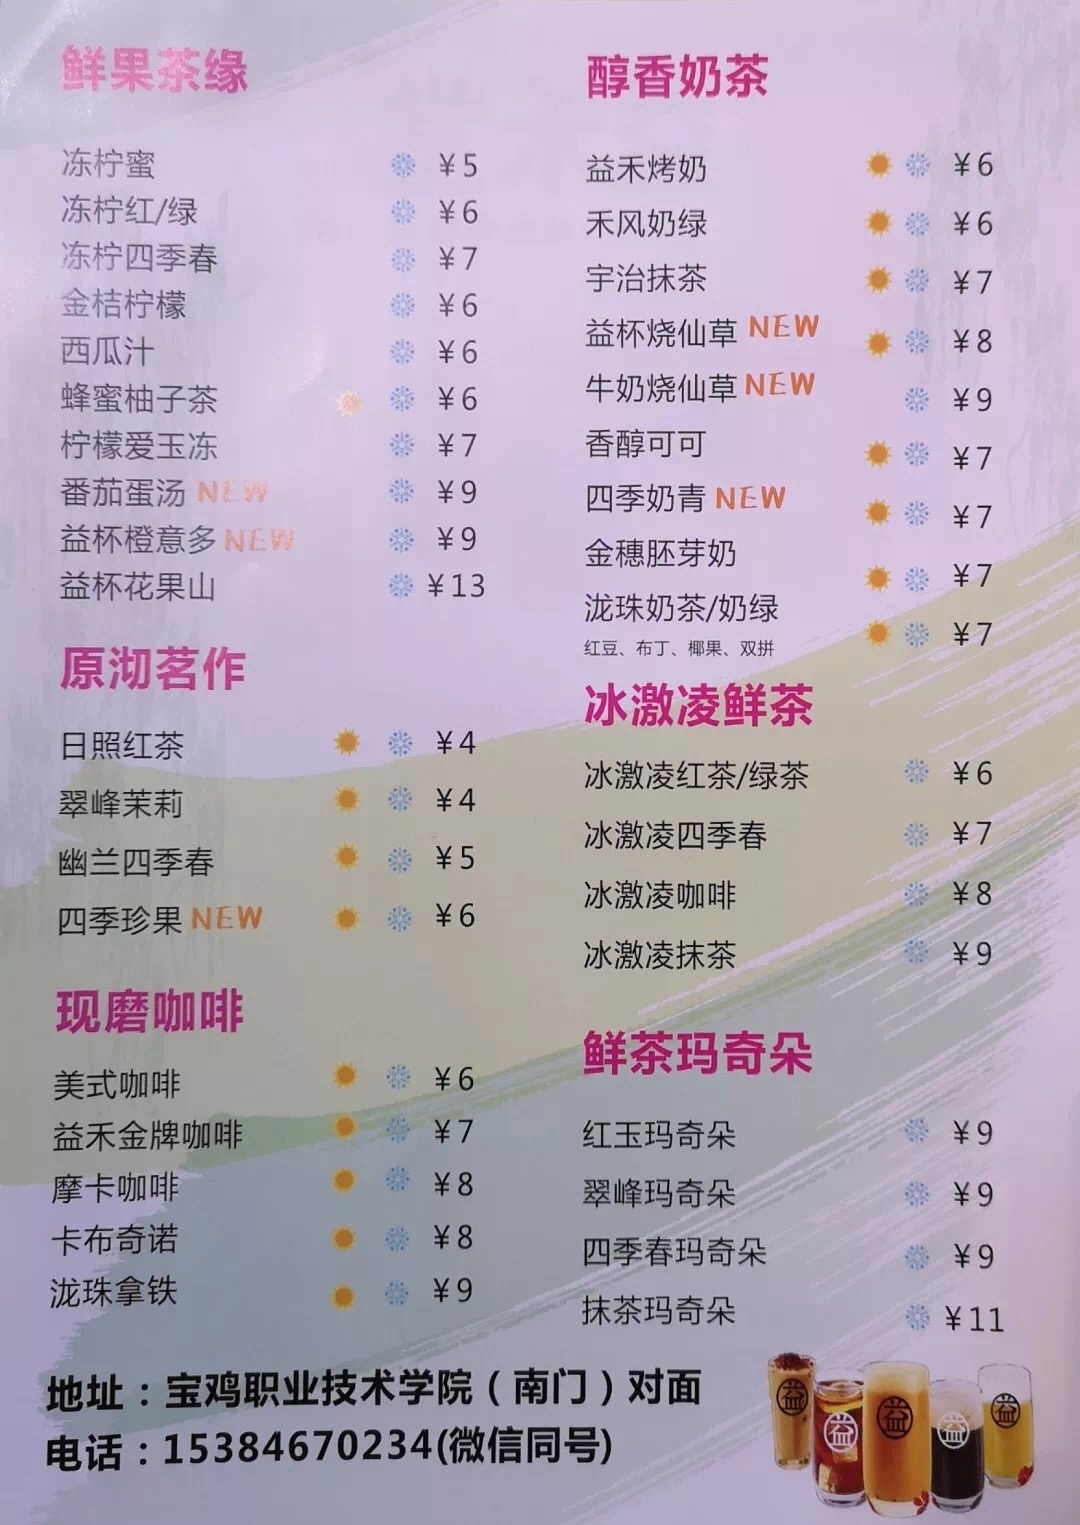 鲜果茶缘
冻柠蜜 ¥5
冻柠红/绿 ¥6
冻柠四季春 ¥7
金桔柠檬 ¥6
西瓜汁 ¥6
蜂蜜柚子茶 ¥6
柠檬爱玉冻 ¥7
番茄蛋汤 NEW ¥9
益杯橙意多 NEW ¥9
益杯花果山 ¥13
原沏茗作
日照红茶 ¥4
翠峰茉莉 ¥4
幽兰四季春 ¥5
四季珍果 NEW ¥6
现磨咖啡
美式咖啡 ¥6
益禾金牌咖啡 ¥7
摩卡咖啡 ¥8
卡布奇诺 ¥8
泷珠拿铁 ¥9
醇香奶茶
益禾烤奶 ¥6
禾风奶绿 ¥6
宇治抹茶 ¥7
益杯烧仙草 NEW ¥8
牛奶烧仙草 NEW ¥9
香醇可可 ¥7
四季奶青 NEW ¥7
金穗胚芽奶 ¥7
泷珠奶茶/奶绿 ¥7
红豆、布丁、椰果、双拼
冰激凌鲜茶
冰激凌红茶/绿茶 ¥6
冰激凌四季春 ¥7
冰激凌咖啡 ¥8
冰激凌抹茶 ¥9
鲜茶玛奇朵
红玉玛奇朵 ¥9
翠峰玛奇朵 ¥9
四季春玛奇朵 ¥9
抹茶玛奇朵 ¥11
地址：宝鸡职业技术学院（南门）对面
电话：15384670234(微信同号)
益 益 益 益 益